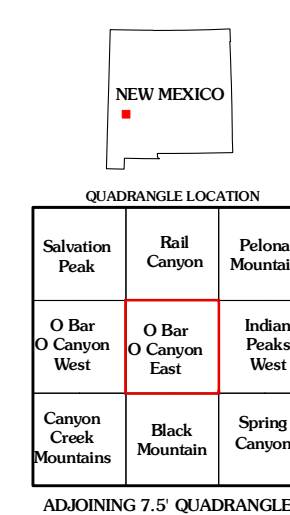 NEW MEXICO
QUADRANGLE LOCATION
Salvation
Peak
Rail
Canyon
Pelona
Mountai
O Bar
O Canyon
West
O Bar
O Canyon
East
Indian
Peaks
West
Canyon
Creek
Mountains
Black
Mountain
Spring
Canyon
ADJOINING 7.5' QUADRANGLE